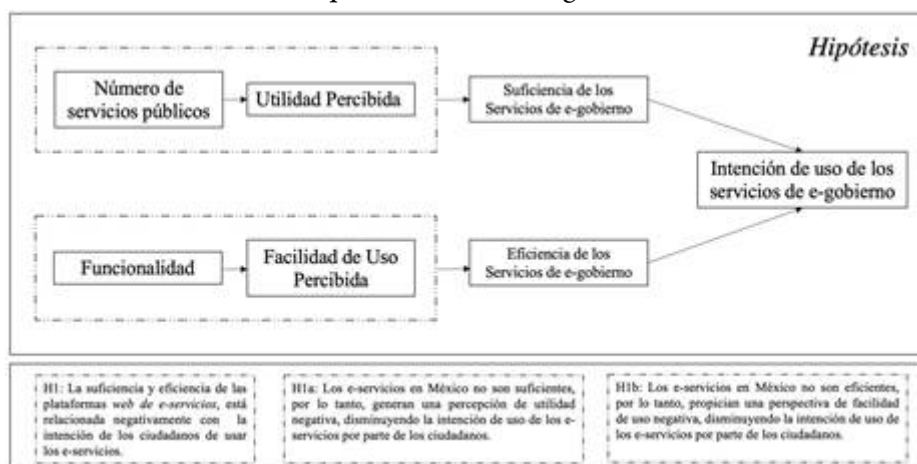 Hipótesis
Número de
servicios públicos
Utilidad Percibida
Suficiencia de los
Servicios de e-gobierno
Intención de uso de los
servicios de e-gobierno
Funcionalidad
Facilidad de Uso
Percibida
Eficiencia de los
Servicios de e-gobierno
H1: La suficiencia y eficiencia de las
plataformas web de e-servicios, está
relacionada negativamente con la
intención de los ciudadanos de usar
los e-servicios.
H1a: Los e-servicios en México no son suficientes,
por lo tanto, generan una percepción de utilidad
negativa, disminuyendo la intención de uso de los e-
servicios por parte de los ciudadanos.
H1b: Los e-servicios en México no son eficientes,
por lo tanto, propician una perspectiva de facilidad
de uso negativa, disminuyendo la intención de uso de
los e-servicios por parte de los ciudadanos.